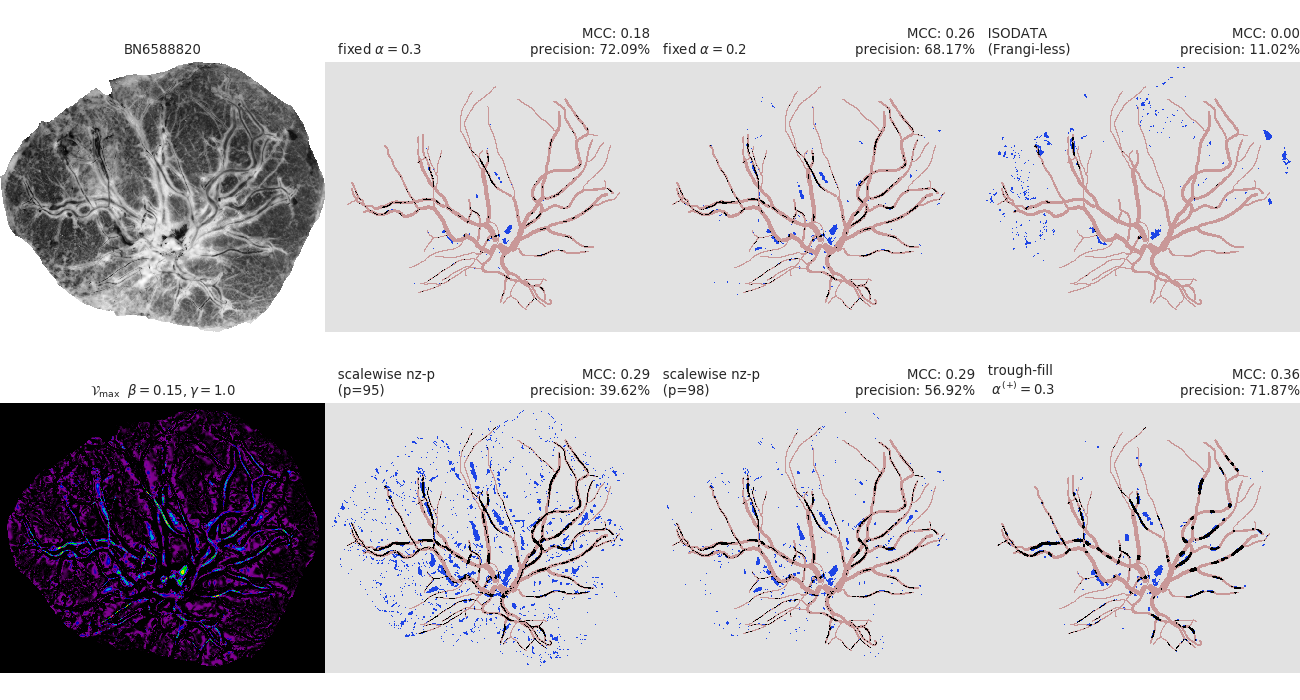 BN6588820
fixed α = 0.3
MCC: 0.18
precision: 72.09%
fixed α = 0.2
MCC: 0.26
precision: 68.17%
ISODATA
(Frangi-less)
MCC: 0.00
precision: 11.02%
𝒱max β = 0.15, γ = 1.0
scalewise nz-p
(p=95)
MCC: 0.29
precision: 39.62%
scalewise nz-p
(p=98)
MCC: 0.29
precision: 56.92%
trough-fill
α(+) = 0.3
MCC: 0.36
precision: 71.87%